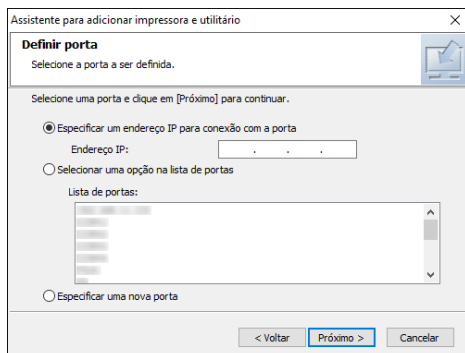 Assistente para adicionar impressora e utilitário
Definir porta
Selecione a porta a ser definida.
Selecione uma porta e clique em [Próximo] para continuar.
Especificar um endereço IP para conexão com a porta
Endereço IP:
Selecionar uma opção na lista de portas
Lista de portas:
Especificar uma nova porta
< Voltar Próximo > Cancelar